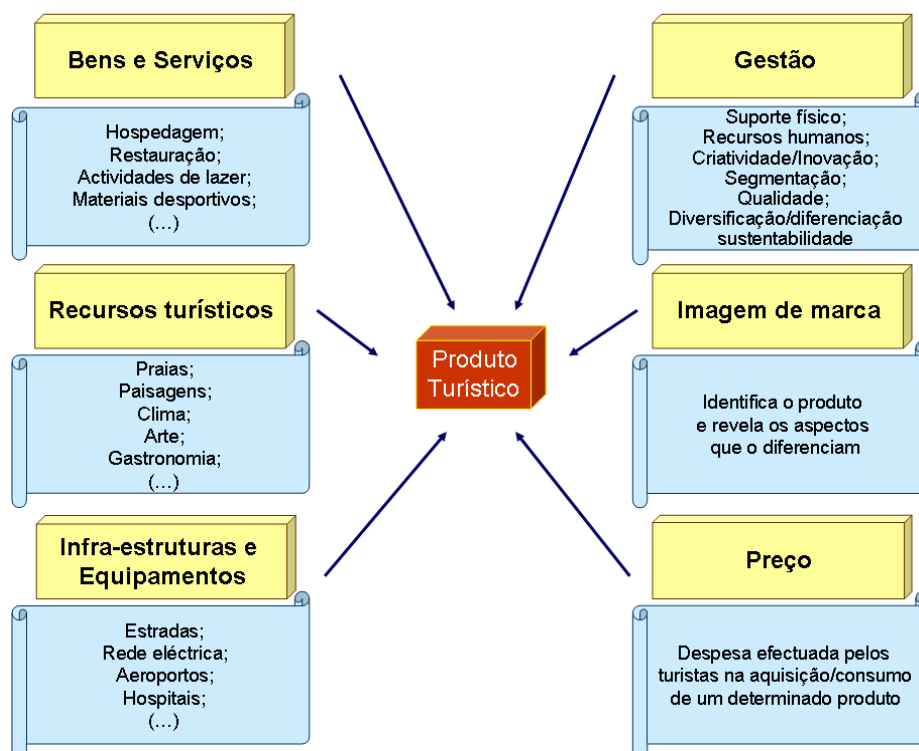 Bens e Serviços
Hospedagem;
Restauração;
Actividades de lazer;
Materiais desportivos;
(…)
Recursos turísticos
Praias;
Paisagens;
Clima;
Arte;
Gastronomia;
(…)
Infra-estruturas e
Equipamentos
Estradas;
Rede eléctrica;
Aeroportos;
Hospitais;
(…)
Produto
Turístico
Gestão
Suporte físico;
Recursos humanos;
Criatividade/Inovação;
Segmentação;
Qualidade;
Diversificação/diferenciação
sustentabilidade
Imagem de marca
Identifica o produto
e revela os aspectos
que o diferenciam
Preço
Despesa efectuada pelos
turistas na aquisição/consumo
de um determinado produto